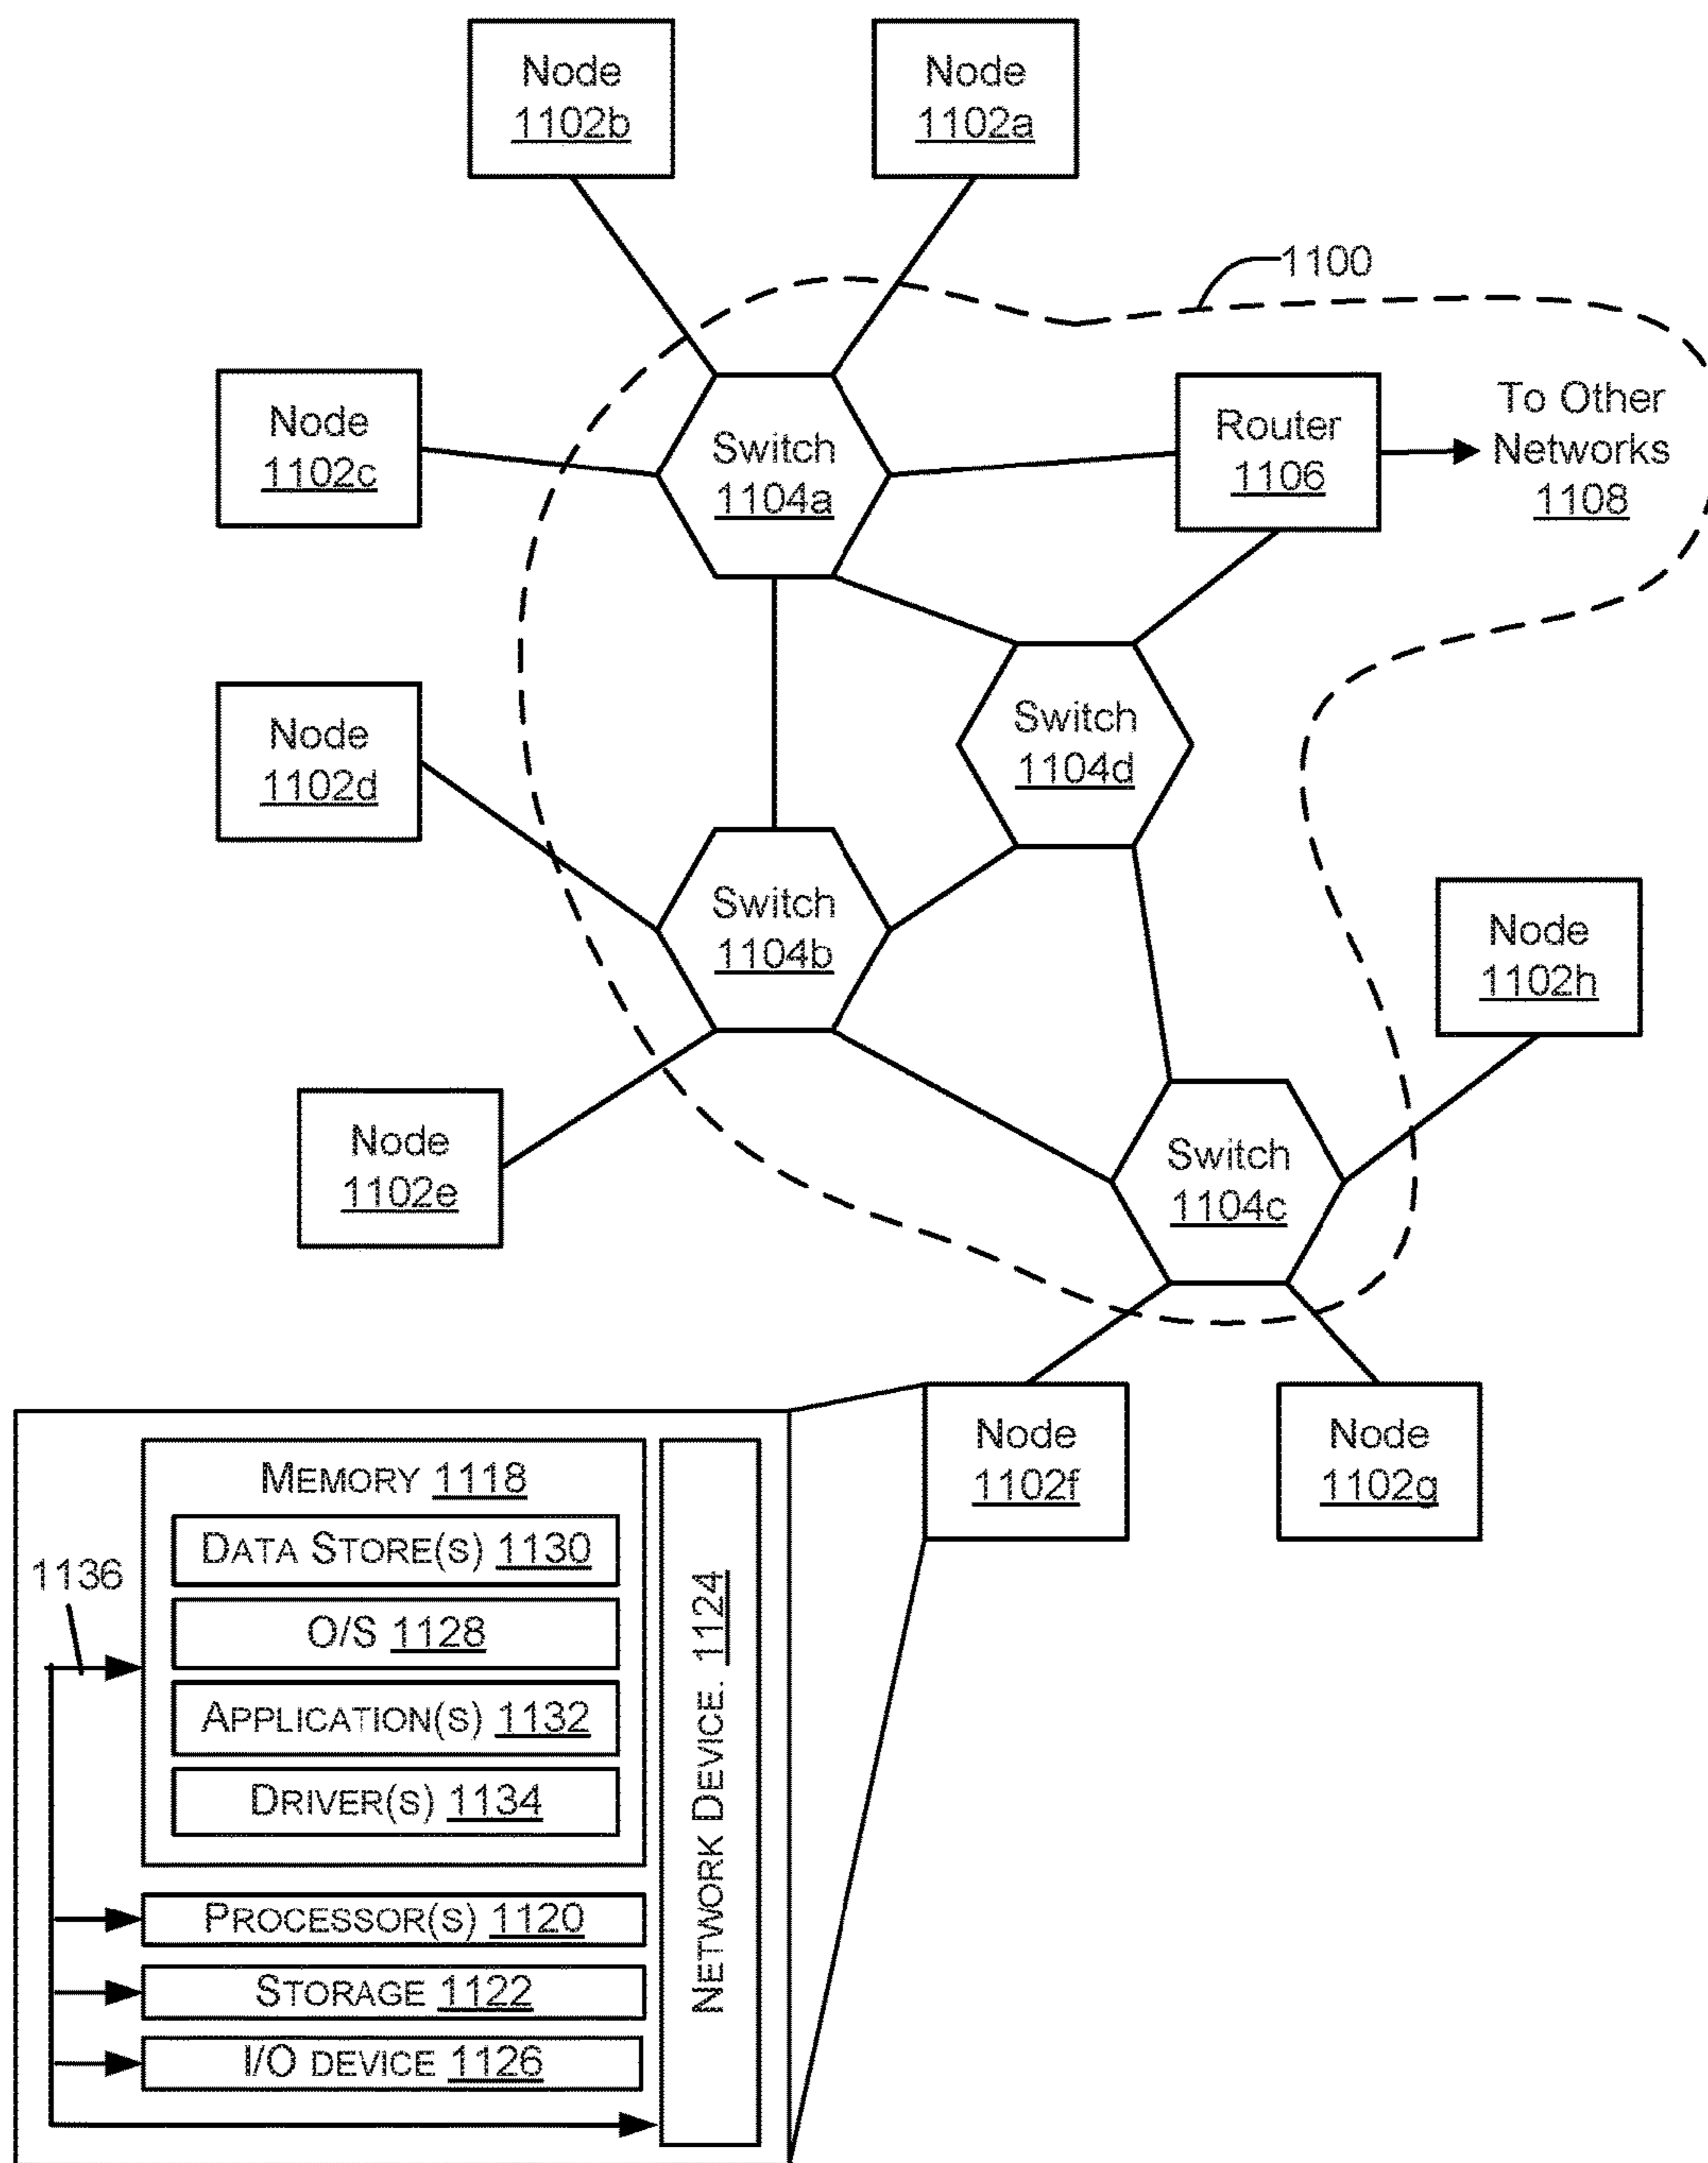 Node
1102b
Node
1102a
1100
Node
1102c
Switch
1104a
Router
1106
To Other
Networks
1108
Node
1102d
Switch
1104d
Switch
1104b
Node
1102h
Node
1102e
Switch
1104c
Node
1102f
Node
1102g
MEMORY 1118
DATA STORE(S) 1130
1136
O/S 1128
APPLICATION(S) 1132
DRIVER(S) 1134
PROCESSOR(S) 1120
STORAGE 1122
I/O DEVICE 1126
NETWORK DEVICE. 1124